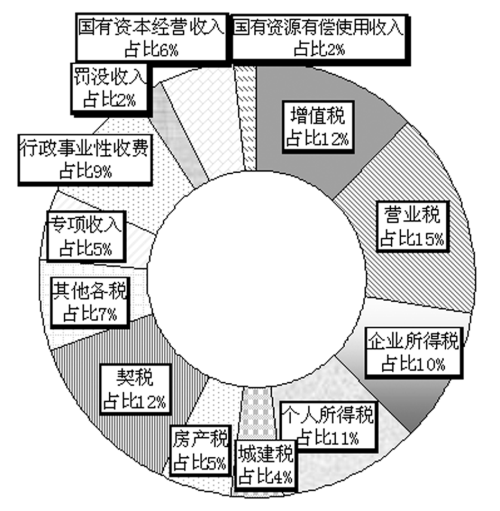 国有资本经营收入
占比6%
国有资源有偿使用收入
占比2%
罚没收入
占比2%
增值税
占比12%
行政事业性收费
占比9%
营业税
占比15%
专项收入
占比5%
其他各税
占比7%
企业所得税
占比10%
契税
占比12%
个人所得税
占比11%
房产税
占比5%
城建税
占比4%